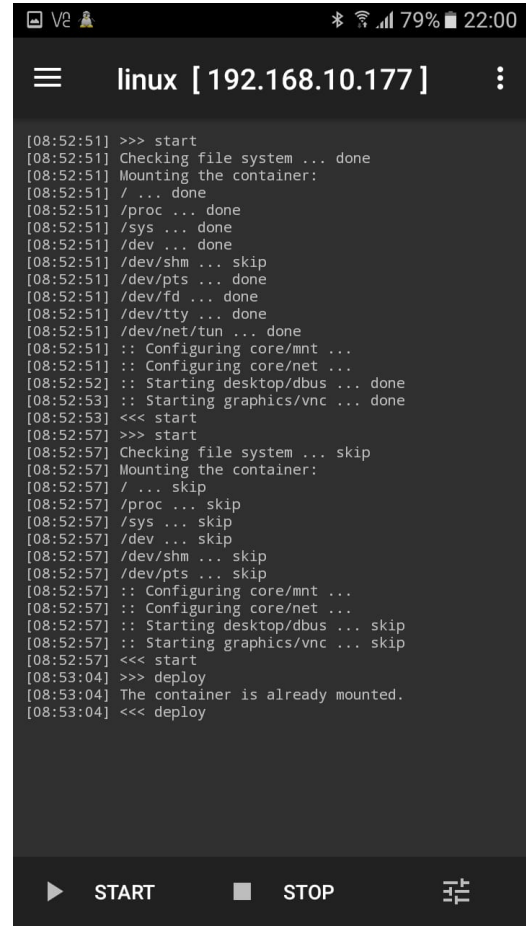 79% 22:00
linux [ 192.168.10.177 ]
[08:52:51] >>> start
[08:52:51] Checking file system ... done
[08:52:51] Mounting the container:
[08:52:51] / ... done
[08:52:51] /proc ... done
[08:52:51] /sys ... done
[08:52:51] /dev ... done
[08:52:51] /dev/shm ... skip
[08:52:51] /dev/pts ... done
[08:52:51] /dev/fd ... done
[08:52:51] /dev/tty ... done
[08:52:51] /dev/net/tun ... done
[08:52:51] :: Configuring core/mnt ...
[08:52:51] :: Configuring core/net ...
[08:52:52] :: Starting desktop/dbus ... done
[08:52:53] :: Starting graphics/vnc ... done
[08:52:53] <<< start
[08:52:57] >>> start
[08:52:57] Checking file system ... skip
[08:52:57] Mounting the container:
[08:52:57] / ... skip
[08:52:57] /proc ... skip
[08:52:57] /sys ... skip
[08:52:57] /dev ... skip
[08:52:57] /dev/shm ... skip
[08:52:57] /dev/pts ... skip
[08:52:57] :: Configuring core/mnt ...
[08:52:57] :: Configuring core/net ...
[08:52:57] :: Starting desktop/dbus ... skip
[08:52:57] :: Starting graphics/vnc ... skip
[08:52:57] <<< start
[08:53:04] >>> deploy
[08:53:04] The container is already mounted.
[08:53:04] <<< deploy
START STOP